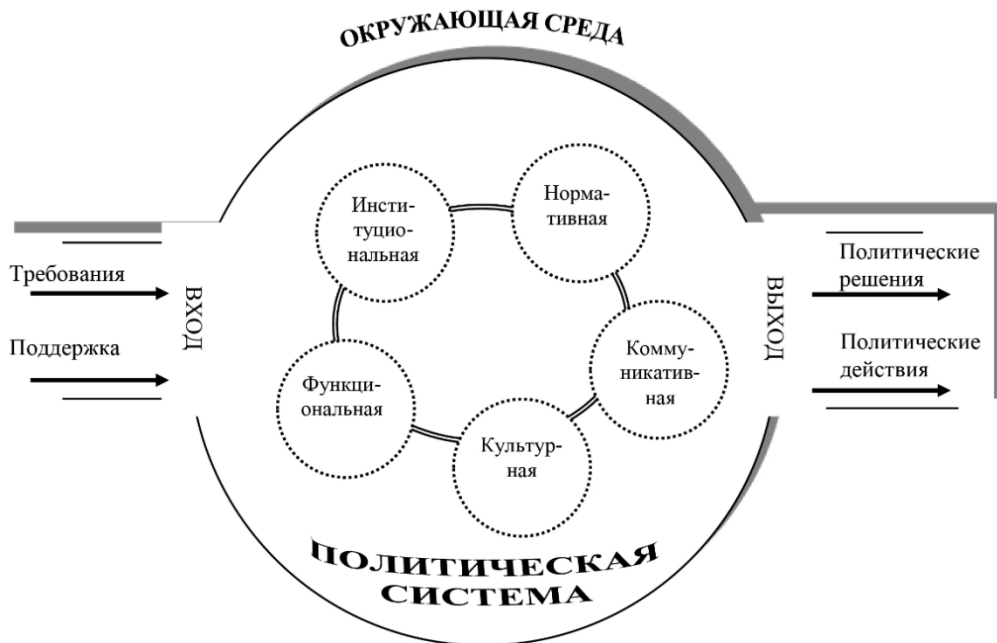 ОКРУЖАЮЩАЯ СРЕДА
Инсти-
туцио-
нальная
Норма-
тивная
Требования
Поддержка
ВХОД
Функци-
ональная
Культур-
ная
Комму-
никатив-
ная
ВЫХОД
Политические
решения
Политические
действия
ПОЛИТИЧЕСКАЯ
СИСТЕМА